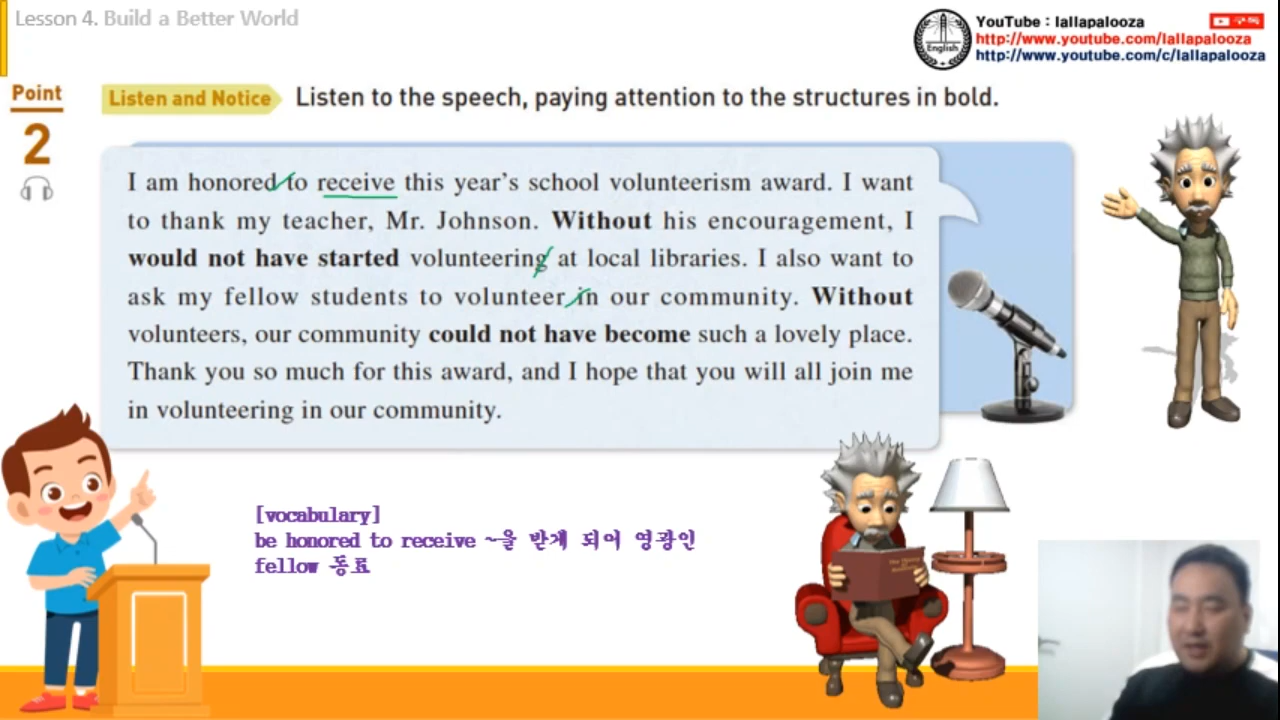 Lesson 4. Build a Better World
YouTube : lallapalooza
구독
http://www.youtube.com/lallapalooza
http://www.youtube.com/c/lallapalooza
English
Point
2
Listen and Notice Listen to the speech, paying attention to the structures in bold.
I am honored to receive this year's school volunteerism award. I want
to thank my teacher, Mr. Johnson. Without his encouragement, I
would not have started volunteering at local libraries. I also want to
ask my fellow students to volunteer in our community. Without
volunteers, our community could not have become such a lovely place.
Thank you so much for this award, and I hope that you will all join me
in volunteering in our community.
[vocabulary]
be honored to receive ~을 받게 되어 영광인
fellow 동료